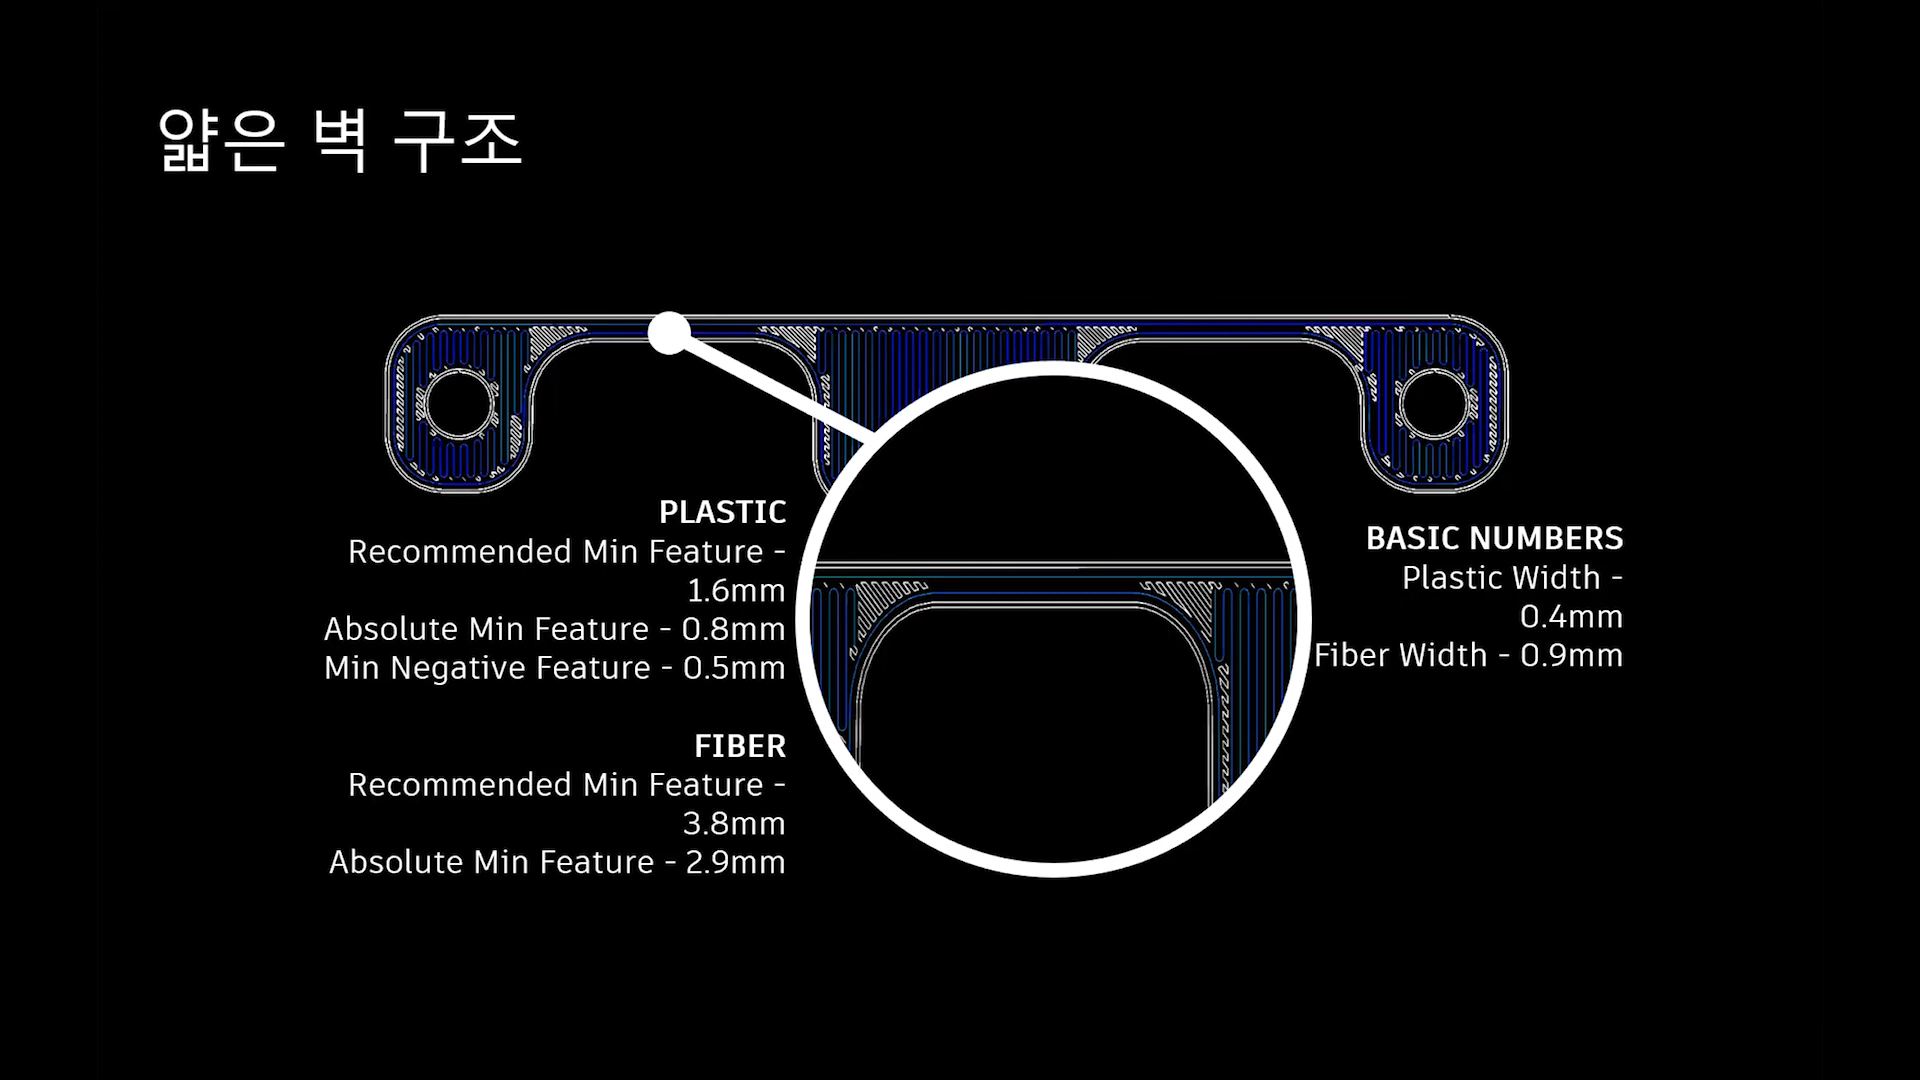 얇은 벽 구조
PLASTIC
Recommended Min Feature -
1.6mm
Absolute Min Feature - 0.8mm
Min Negative Feature - 0.5mm
FIBER
Recommended Min Feature -
3.8mm
Absolute Min Feature - 2.9mm
BASIC NUMBERS
Plastic Width -
0.4mm
Fiber Width - 0.9mm